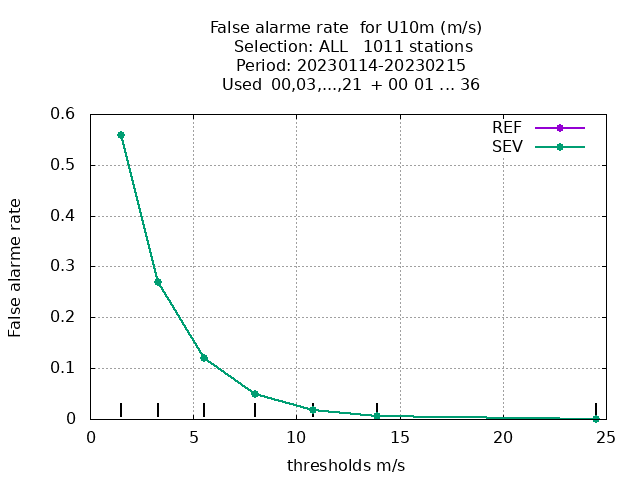 False alarme rate  for U10m (m/s)
Selection: ALL   1011 stations
Period: 20230114-20230215
Used  00,03,...,21  + 00 01 ... 36
REF
SEV
0.6
0.5
0.4
0.3
0.2
0.1
0
False alarme rate
0 5 10 15 20 25
thresholds m/s